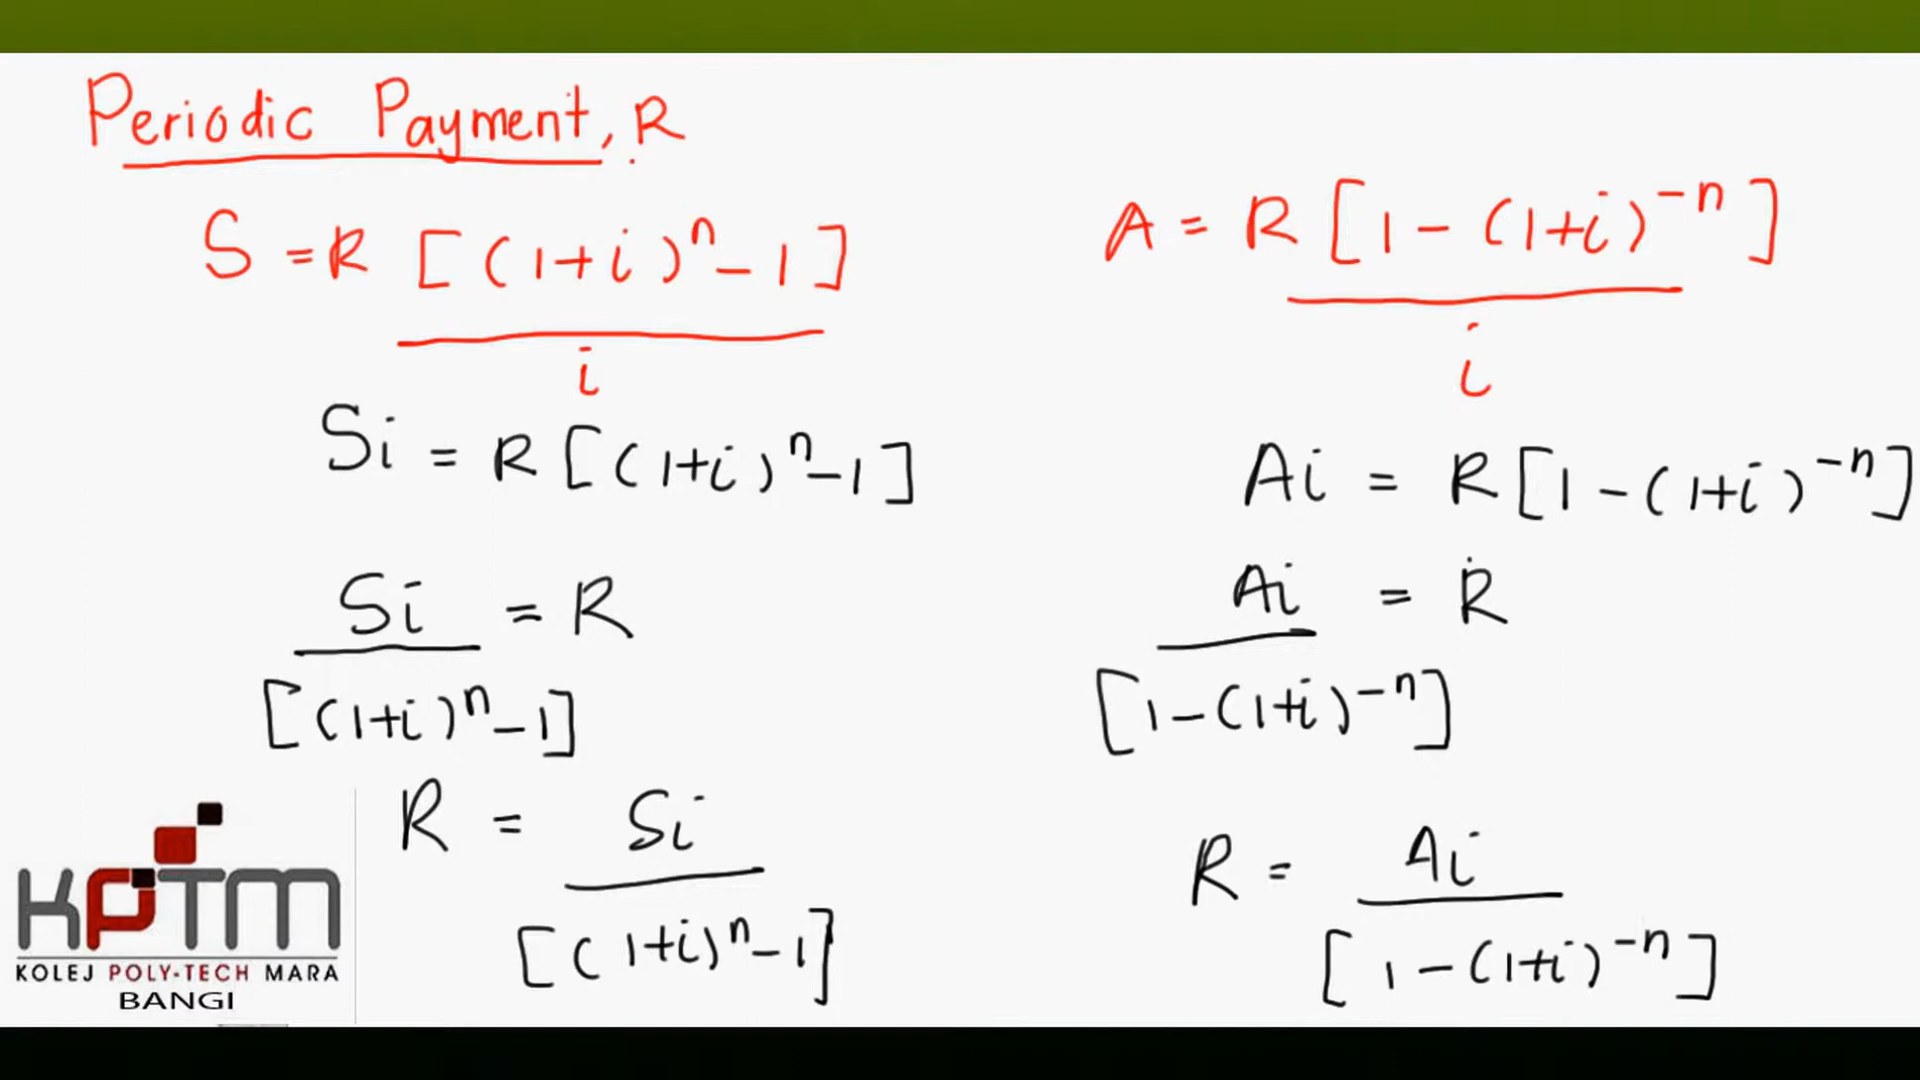 Periodic Payment, R
S = R [(1+i)ⁿ - 1]
i
Si = R[(1+i)ⁿ-1]
Si = R
[(1+i)ⁿ-1]
R = Si
[(1+i)ⁿ-1]
A = R[1-(1+i)⁻ⁿ]
i
Ai = R[1-(1+i)⁻ⁿ]
Ai = R
[1-(1+i)⁻ⁿ]
R = Ai
[1-(1+i)⁻ⁿ]
KPTM
KOLEJ POLY-TECH MARA
BANGI